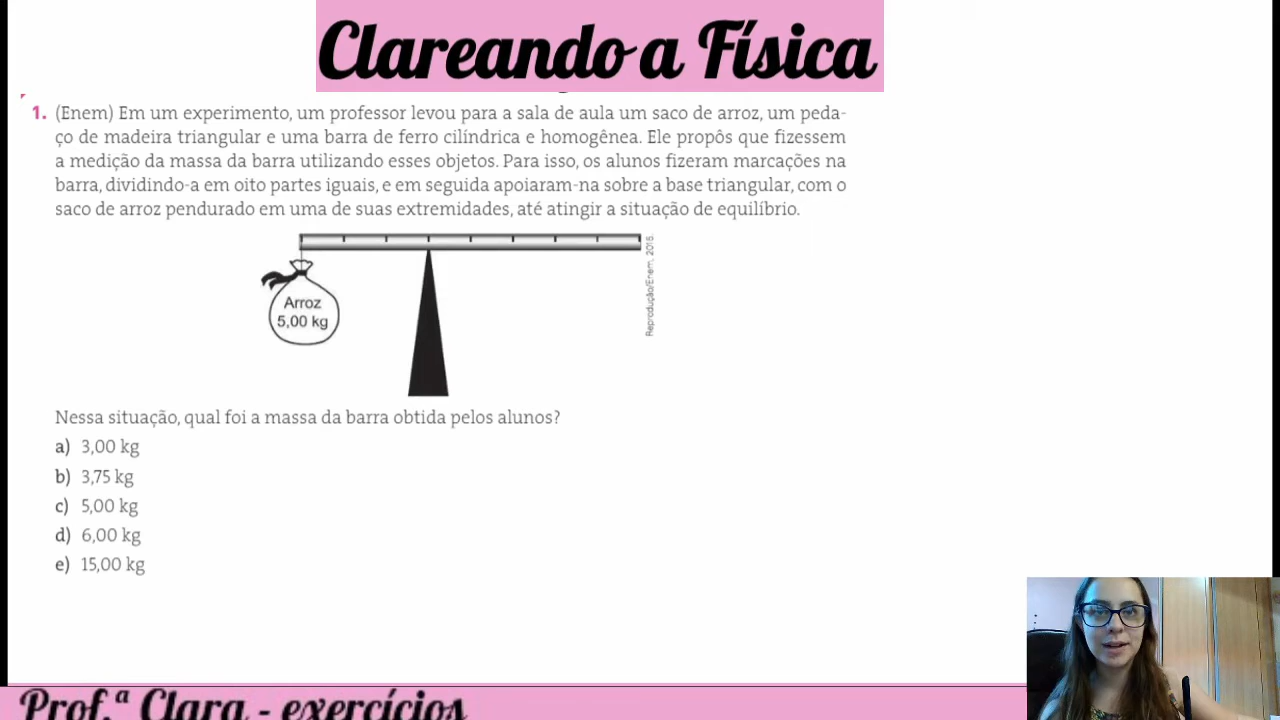 Clareando a Física
1. (Enem) Em um experimento, um professor levou para a sala de aula um saco de arroz, um peda-
ço de madeira triangular e uma barra de ferro cilíndrica e homogênea. Ele propôs que fizessem
a medição da massa da barra utilizando esses objetos. Para isso, os alunos fizeram marcações na
barra, dividindo-a em oito partes iguais, e em seguida apoiaram-na sobre a base triangular, com o
saco de arroz pendurado em uma de suas extremidades, até atingir a situação de equilíbrio.
Arroz
5,00 kg
Reprodução/Enem, 2015.
Nessa situação, qual foi a massa da barra obtida pelos alunos?
a) 3,00 kg
b) 3,75 kg
c) 5,00 kg
d) 6,00 kg
e) 15,00 kg
Prof.ª Clara - exercícios